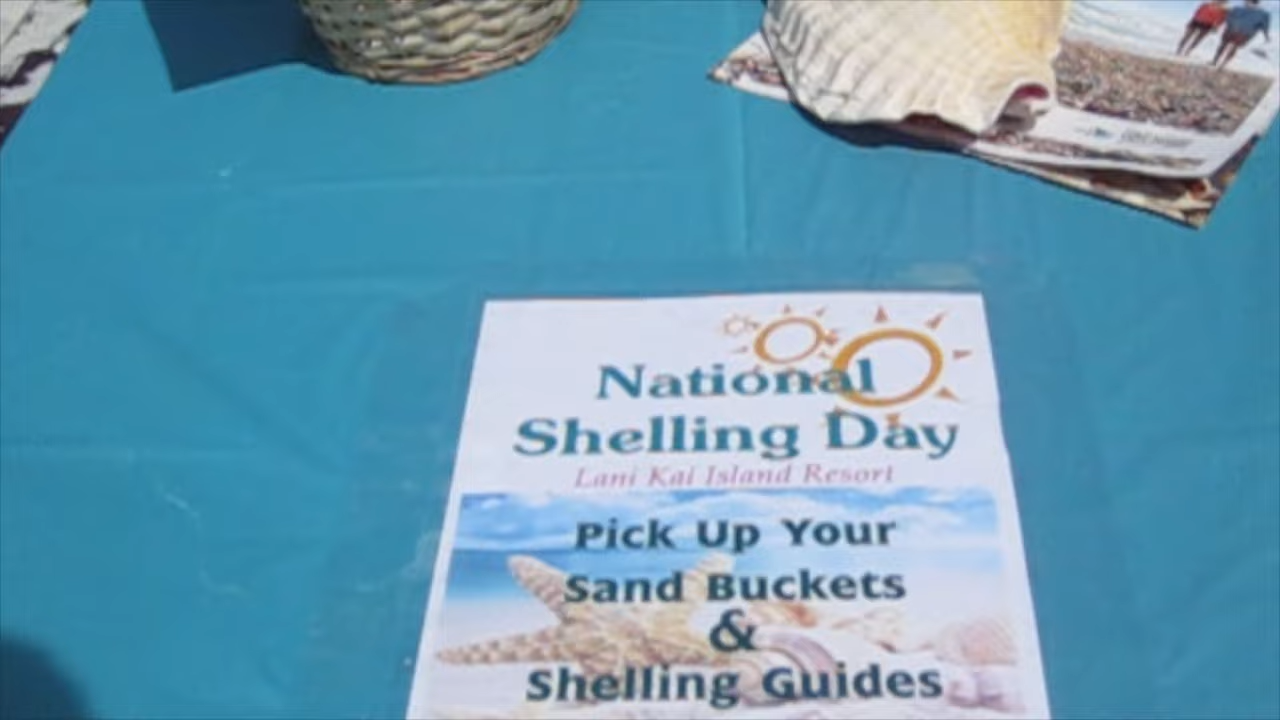 National
Shelling Day
Lani Kai Island Resort
Pick Up Your
Sand Buckets
&
Shelling Guides